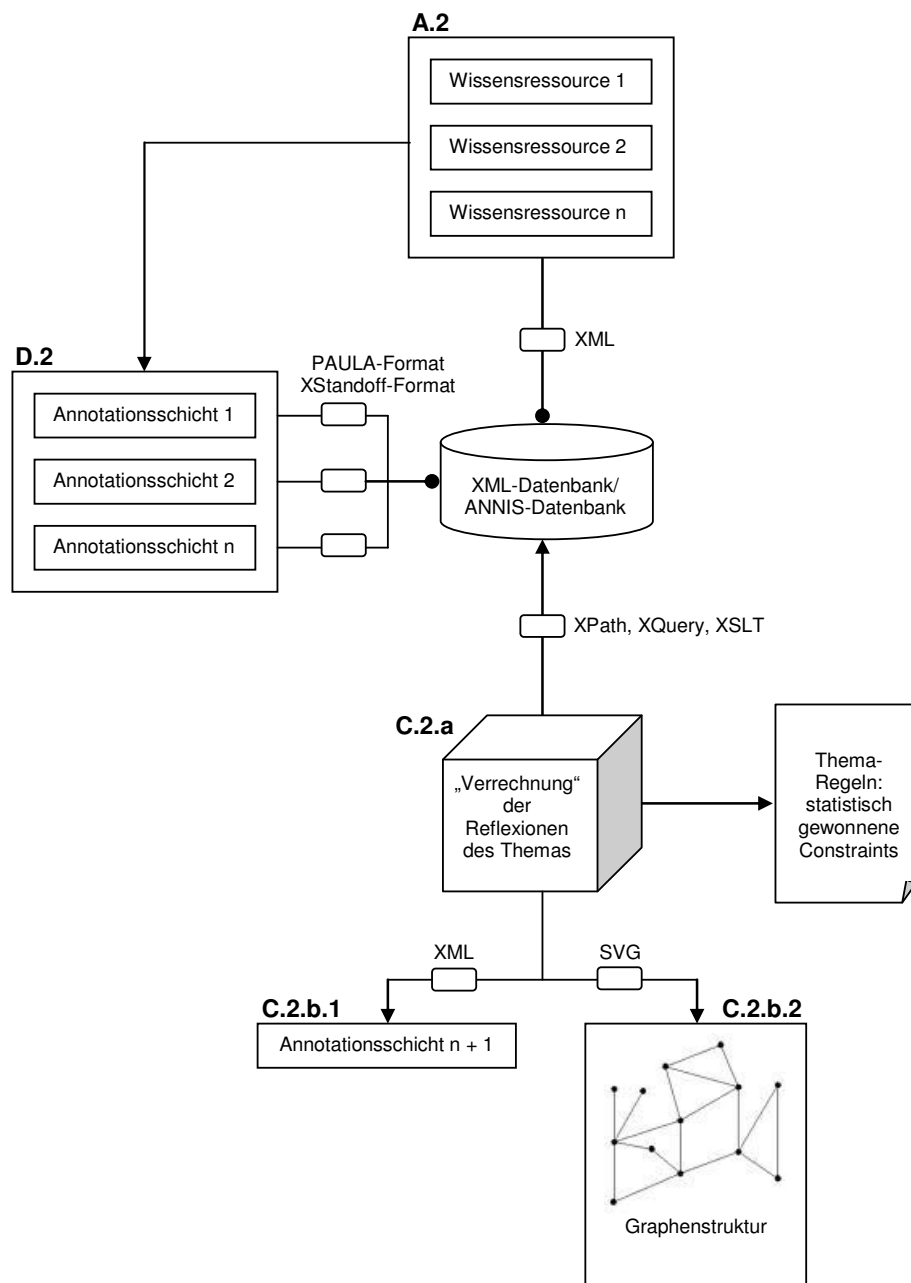 A.2
Wissensressource 1
Wissensressource 2
Wissensressource n
XML
D.2
PAULA-Format
XStandoff-Format
Annotationsschicht 1
Annotationsschicht 2
Annotationsschicht n
XML-Datenbank/
ANNIS-Datenbank
XPath, XQuery, XSLT
C.2.a
„Verrechnung“
der
Reflexionen
des Themas
Thema-
Regeln:
statistisch
gewonnene
Constraints
XML
SVG
C.2.b.1
Annotationsschicht n + 1
C.2.b.2
Graphenstruktur